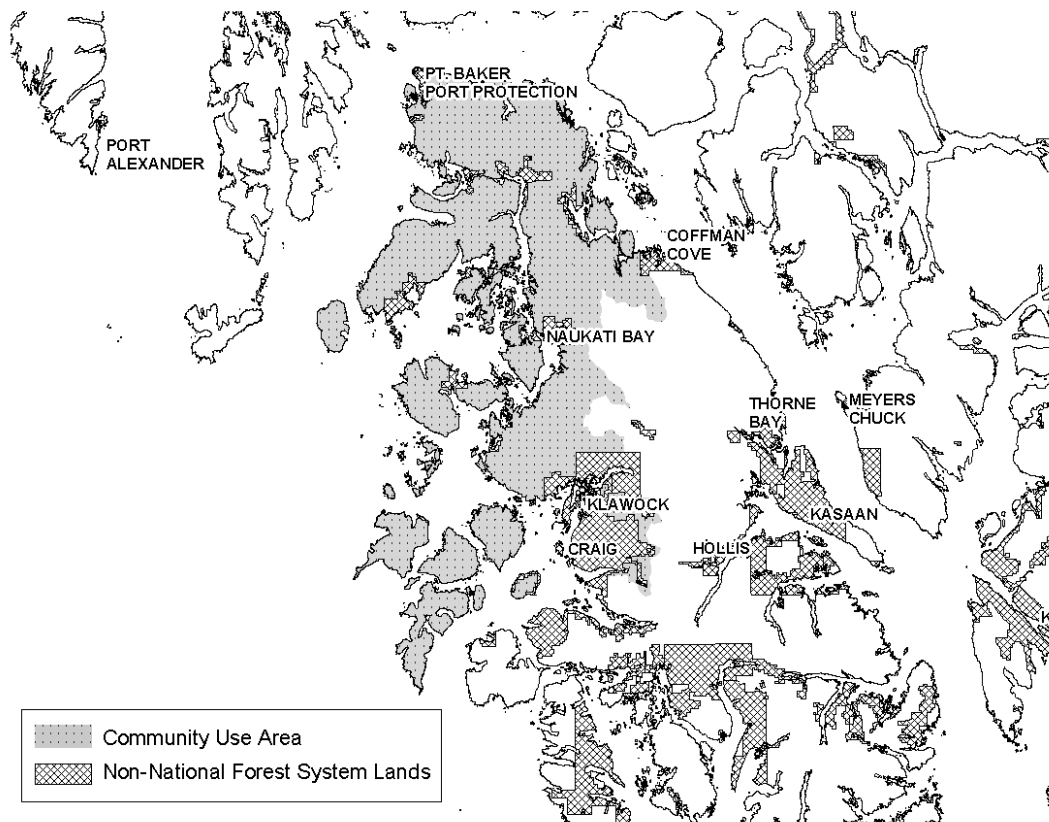 PT. BAKER
PORT PROTECTION
PORT
ALEXANDER
COFFMAN
COVE
NAUKATI BAY
THORNE
BAY
MEYERS
CHUCK
KLAWOCK
KASAAN
CRAIG
HOLLIS
K
Community Use Area
Non-National Forest System Lands